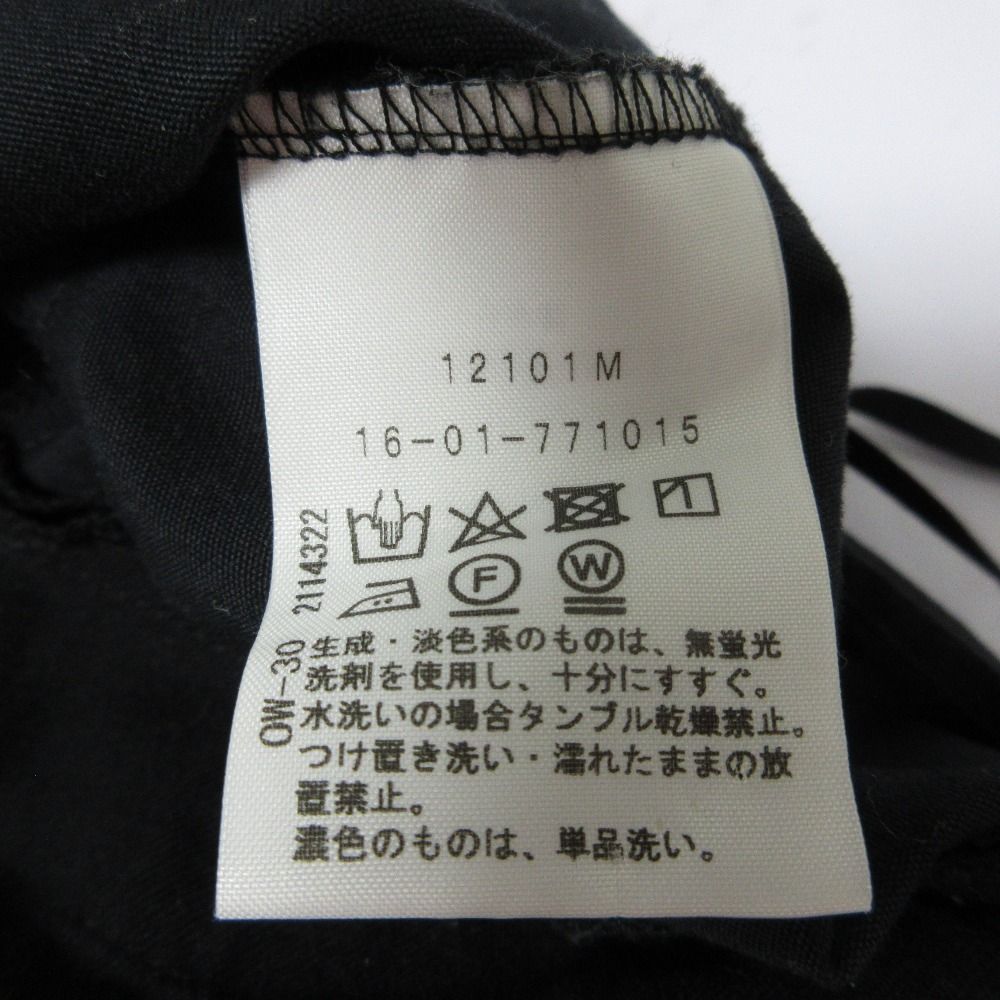 12101M
16-01-771015
2114322
F
W
OW-30
生成・淡色系のものは、無蛍光
洗剤を使用し、十分にすすぐ。
水洗いの場合タンブル乾燥禁止。
つけ置き洗い・濡れたままの放
置禁止。
濃色のものは、単品洗い。